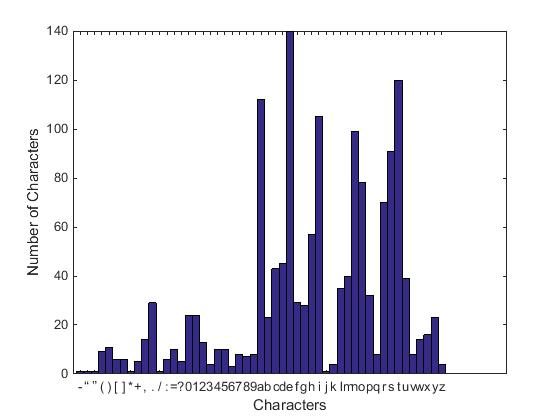 140
120
100
80
60
40
20
0
Number of Characters
-“”()[]*+,./:=?0123456789abcdefghijklmnopqrstuvwxyz
Characters